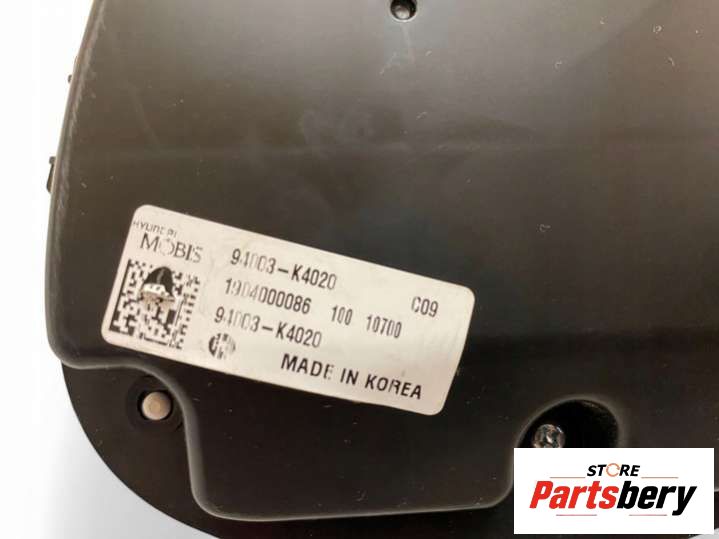 HYUNDAI
MOBIS
94003-K4020
C09
1904000086 100 10700
94003-K4020
MADE IN KOREA
STORE
Partsbery